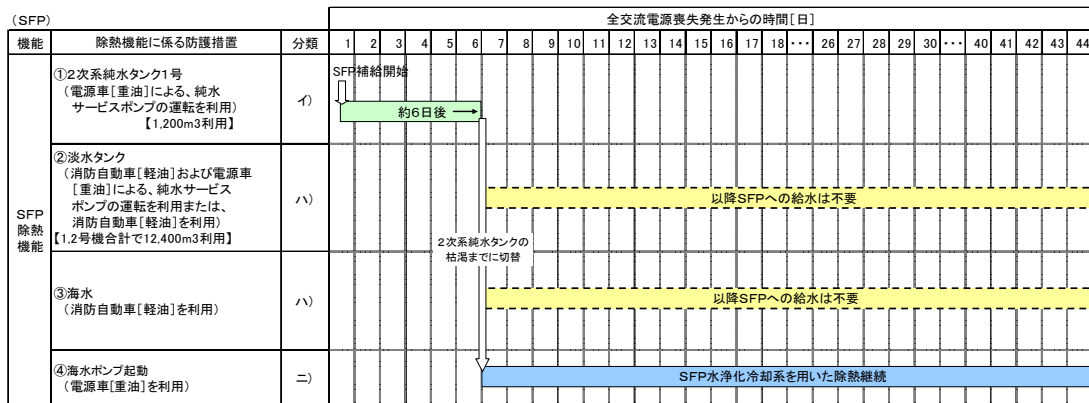 (SFP)
全交流電源喪失発生からの時間[日]
機能 除熱機能に係る防護措置 分類 1 2 3 4 5 6 7 8 9 10 11 12 13 14 15 16 17 18 ・・・ 26 27 28 29 30 ・・・ 40 41 42 43 44
SFP
除熱
機能
①2次系純水タンク1号
(電源車[重油]による、純水
サービスポンプの運転を利用)
【1,200m3利用】
イ)
SFP補給開始
約6日後 →
②淡水タンク
(消防自動車[軽油]および電源車
[重油]による、純水サービス
ポンプの運転を利用または、
消防自動車[軽油]を利用)
【1,2号機合計で12,400m3利用】
ハ)
以降SFPへの給水は不要
2次系純水タンクの
枯渇までに切替
③海水
(消防自動車[軽油]を利用)
ハ)
以降SFPへの給水は不要
④海水ポンプ起動
(電源車[重油]を利用)
ニ)
SFP水浄化冷却系を用いた除熱継続